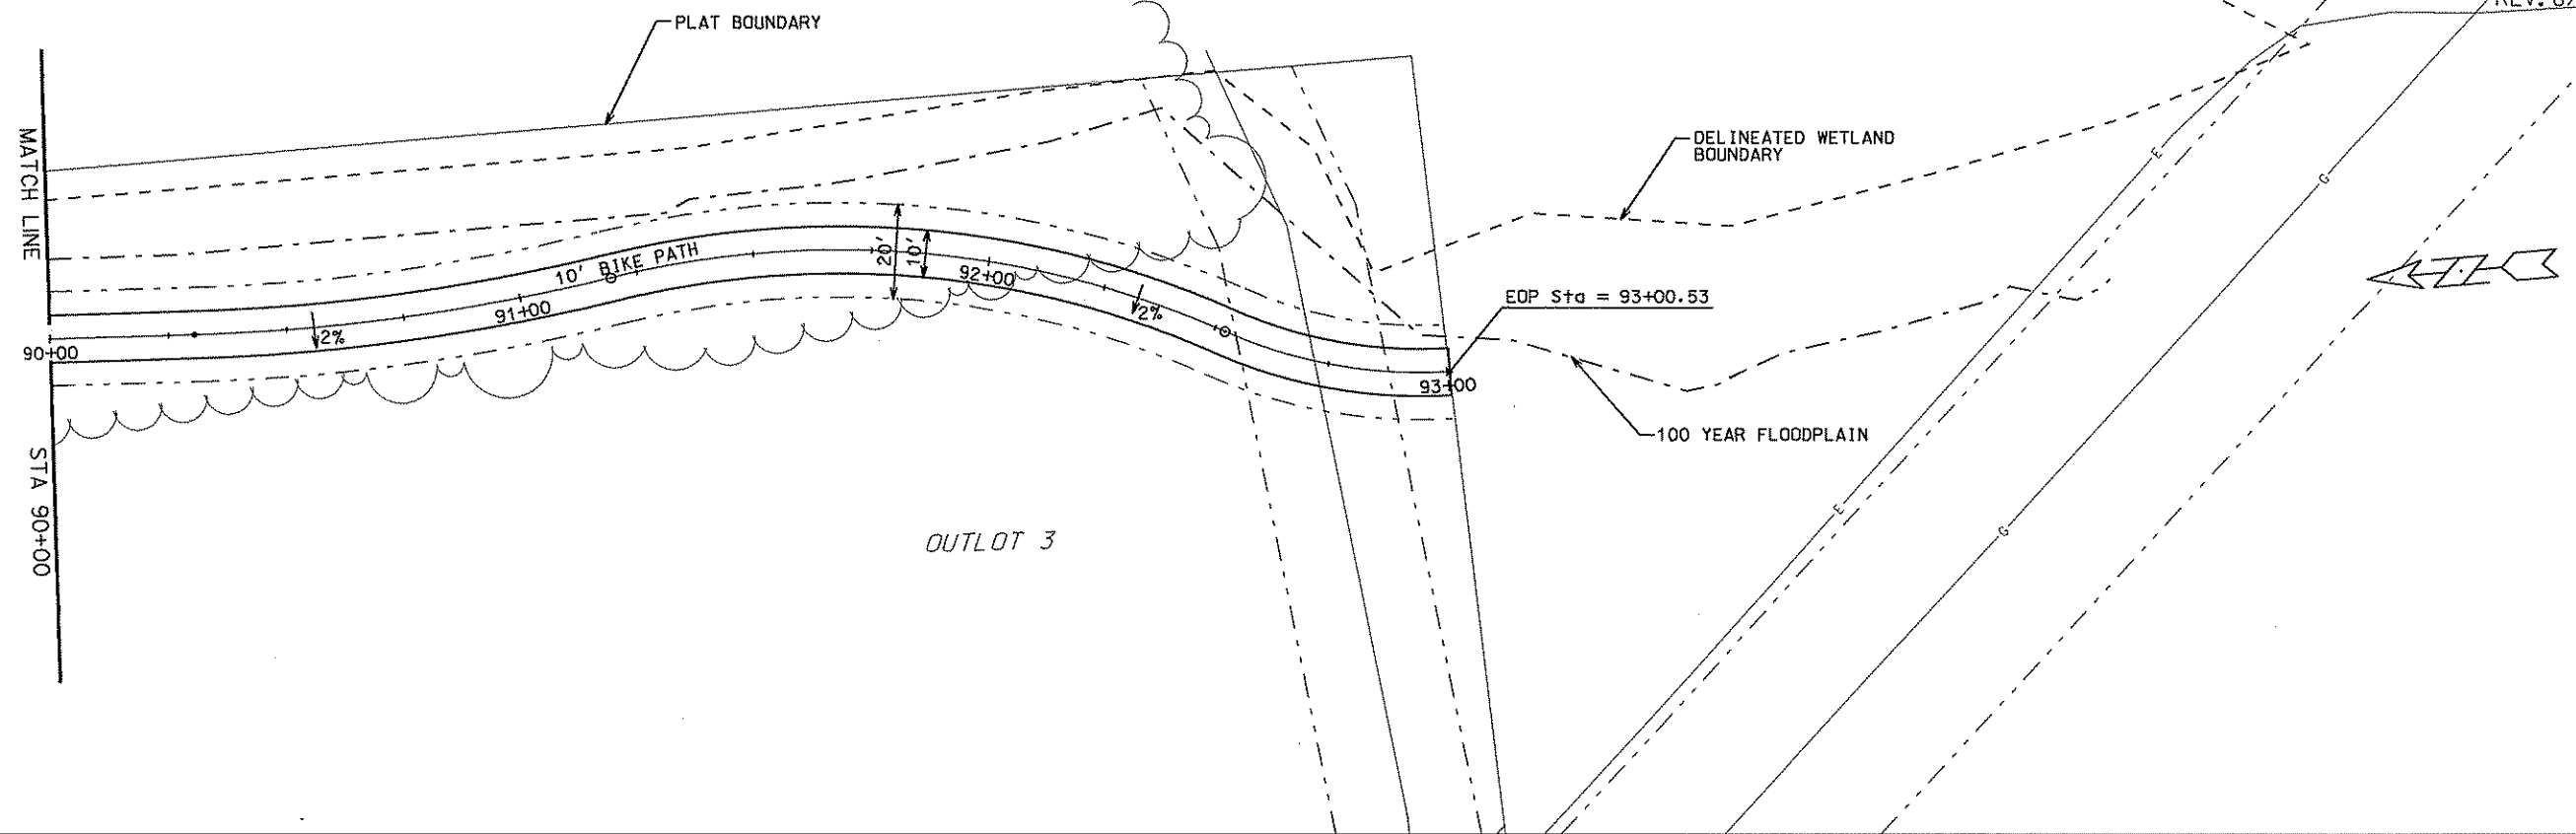 PLAT BOUNDARY
MATCH LINE
STA 90+00
DELINEATED WETLAND
BOUNDARY
10' BIKE PATH
20'
10'
90+00
91+00
92+00
93+00
2%
2%
EOP Sta = 93+00.53
100 YEAR FLOODPLAIN
OUTLOT 3
E
G
E
G